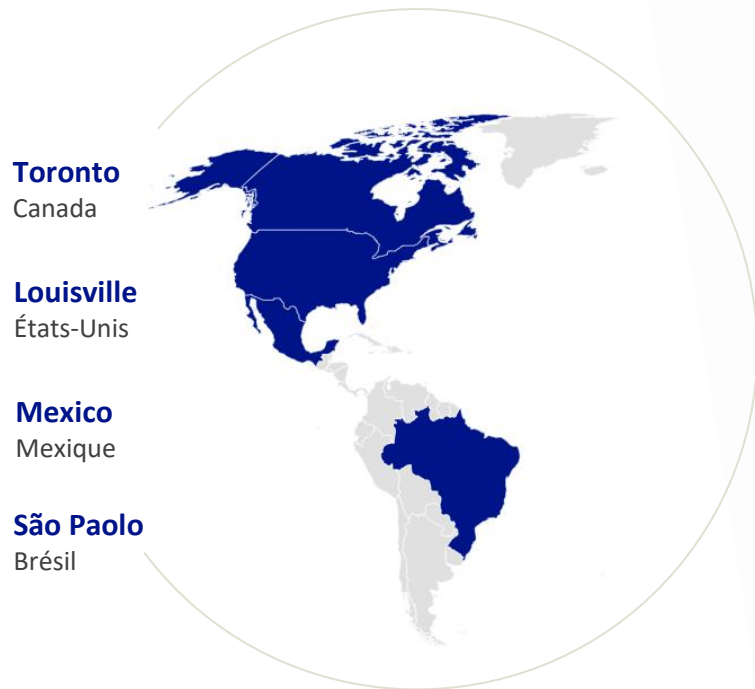 Toronto
Canada
Louisville
États-Unis
Mexico
Mexique
São Paolo
Brésil